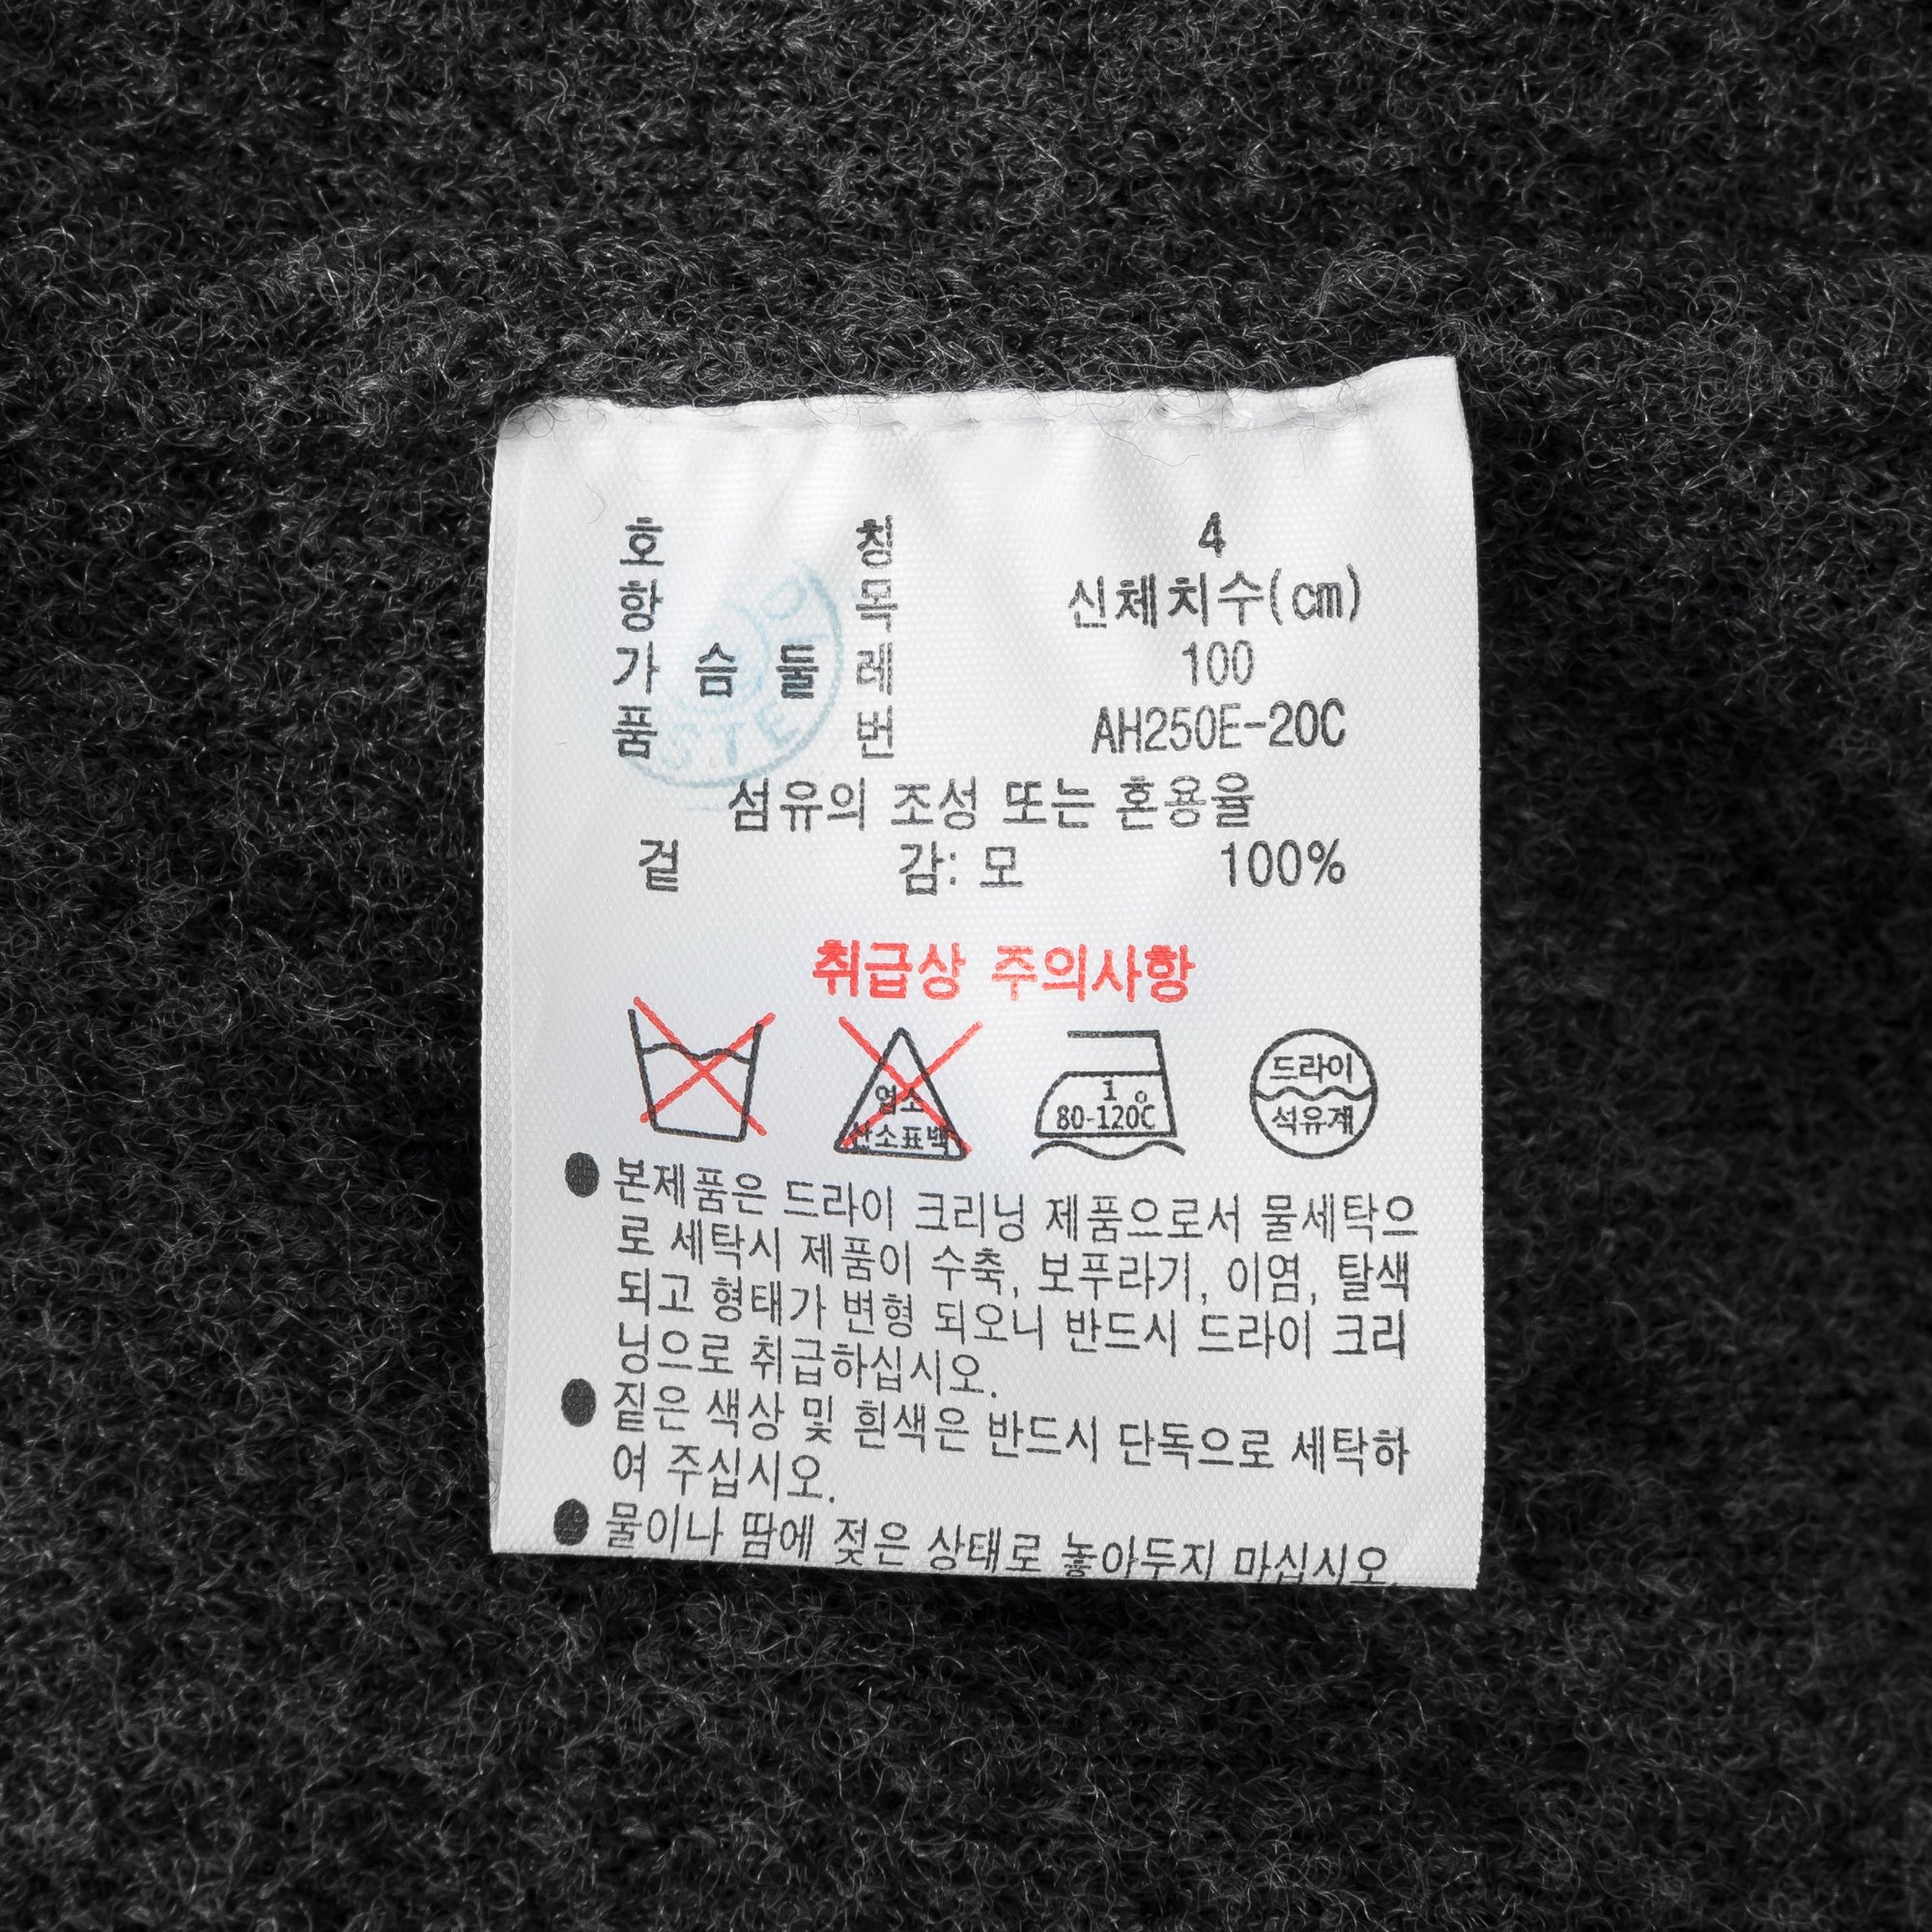 호 칭 4
항 목 신체치수(cm)
가 슴 둘 레 100
품 번 AH250E-20C
섬유의 조성 또는 혼용율
겉 감: 모 100%
취급상 주의사항
염소
산소표백
1
80-120℃
드라이
석유계
● 본제품은 드라이 크리닝 제품으로서 물세탁으
로 세탁시 제품이 수축, 보푸라기, 이염, 탈색
되고 형태가 변형 되오니 반드시 드라이 크리
닝으로 취급하십시오.
● 짙은 색상 및 흰색은 반드시 단독으로 세탁하
여 주십시오.
● 물이나 땀에 젖은 상태로 놓아두지 마십시오.